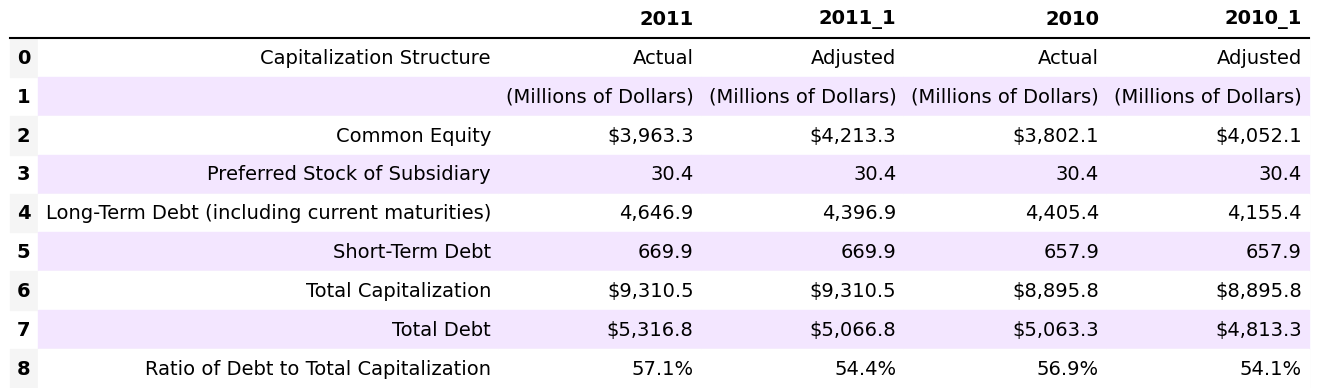 2011 2011_1 2010 2010_1
0 Capitalization Structure Actual Adjusted Actual Adjusted
1 (Millions of Dollars) (Millions of Dollars) (Millions of Dollars) (Millions of Dollars)
2 Common Equity $3,963.3 $4,213.3 $3,802.1 $4,052.1
3 Preferred Stock of Subsidiary 30.4 30.4 30.4 30.4
4 Long-Term Debt (including current maturities) 4,646.9 4,396.9 4,405.4 4,155.4
5 Short-Term Debt 669.9 669.9 657.9 657.9
6 Total Capitalization $9,310.5 $9,310.5 $8,895.8 $8,895.8
7 Total Debt $5,316.8 $5,066.8 $5,063.3 $4,813.3
8 Ratio of Debt to Total Capitalization 57.1% 54.4% 56.9% 54.1%